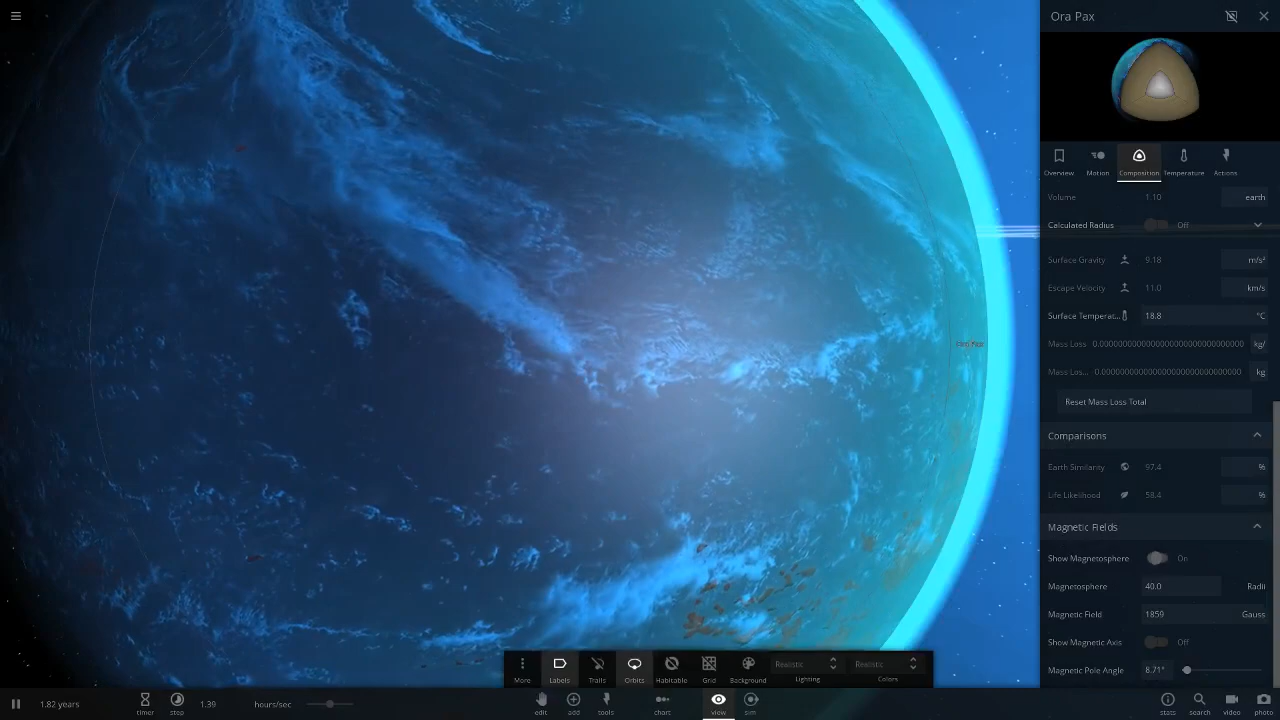 Ora Pax
Overview Motion Composition Temperature Actions
Volume 1.10 earth
Calculated Radius Off
Surface Gravity 9.18 m/s²
Escape Velocity 11.0 km/s
Surface Temperat... 18.8 °C
Ora Pax
Mass Loss kg/
Mass Los... kg
Reset Mass Loss Total
Comparisons
Earth Similarity 97.4 %
Life Likelihood 58.4 %
Magnetic Fields
Show Magnetosphere On
Magnetosphere 40.0 Radii
Magnetic Field 1859 Gauss
Show Magnetic Axis Off
Magnetic Pole Angle 8.71°
More Labels Trails Orbits Habitable Grid Background
Realistic Realistic
Lighting Colors
1.82 years timer step 1.39 hours/sec edit add tools chart view sim stats search video photo